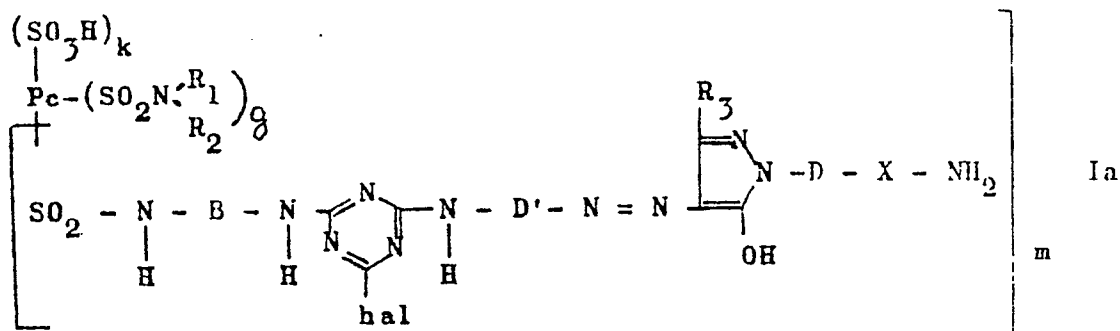 (SO3H)k
Pc-(SO2N R1
R2)g
R3
N
N - D - X - NH2
Ia
SO2 - N - B - N
N
N
N
N - D' - N = N
H
H
H
OH
m
hal